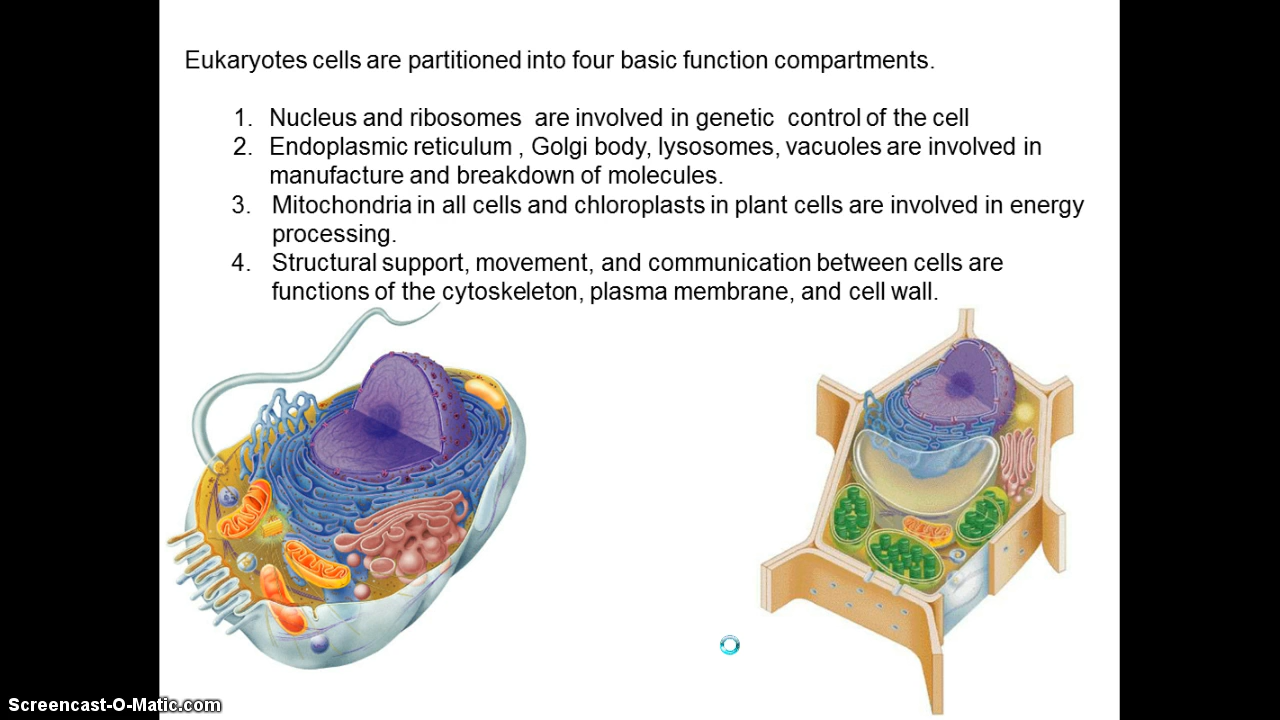 Eukaryotes cells are partitioned into four basic function compartments.
1. Nucleus and ribosomes are involved in genetic control of the cell
2. Endoplasmic reticulum , Golgi body, lysosomes, vacuoles are involved in
manufacture and breakdown of molecules.
3. Mitochondria in all cells and chloroplasts in plant cells are involved in energy
processing.
4. Structural support, movement, and communication between cells are
functions of the cytoskeleton, plasma membrane, and cell wall.
Screencast-O-Matic.com